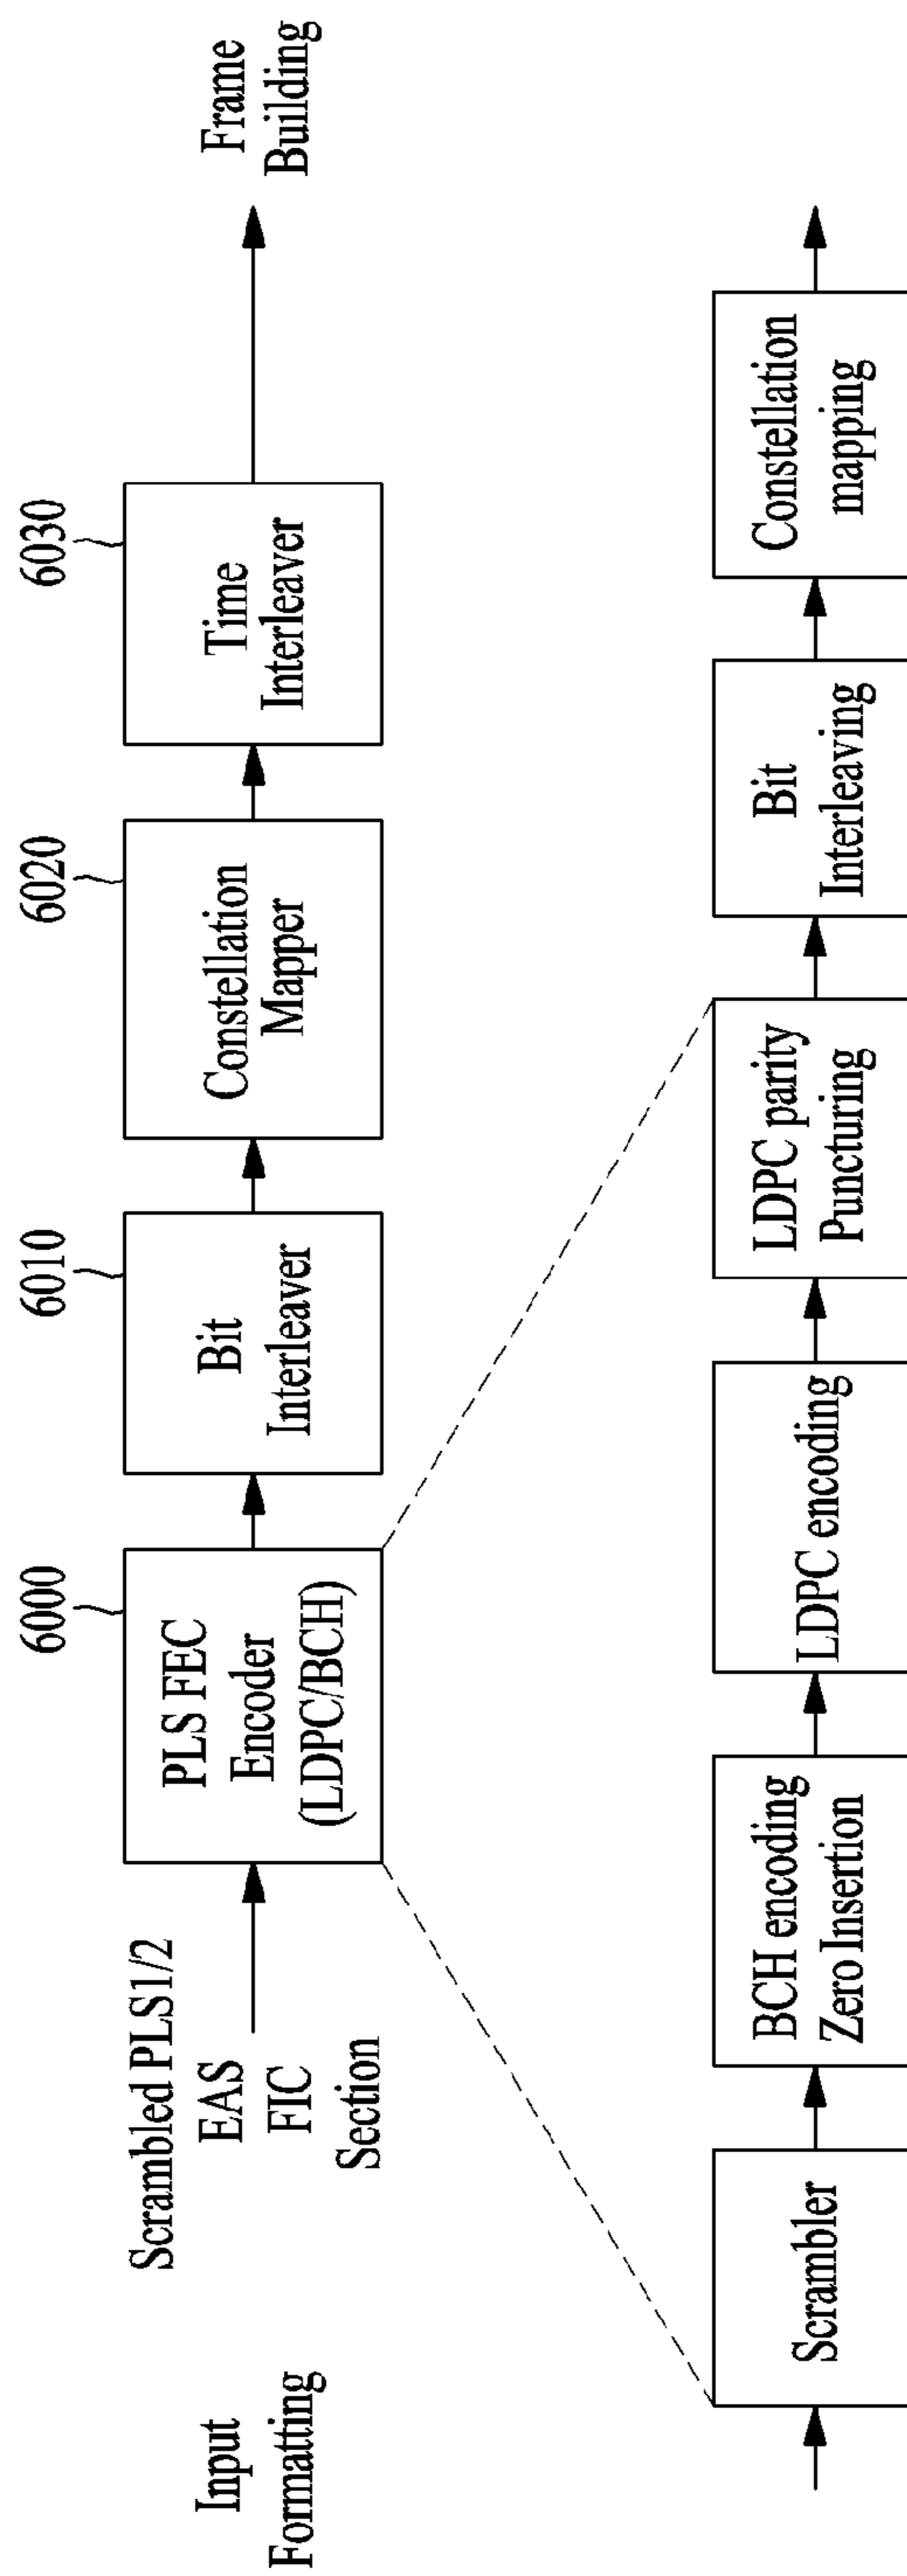 Input
Formatting
Scrambled PLS1/2
EAS
FIC
Section
6000
PLS FEC
Encoder
(LDPC/BCH)
6010
Bit
Interleaver
6020
Constellation
Mapper
6030
Time
Interleaver
Frame
Building
Scrambler
BCH encoding
Zero Insertion
LDPC encoding
LDPC parity
Puncturing
Bit
Interleaving
Constellation
mapping